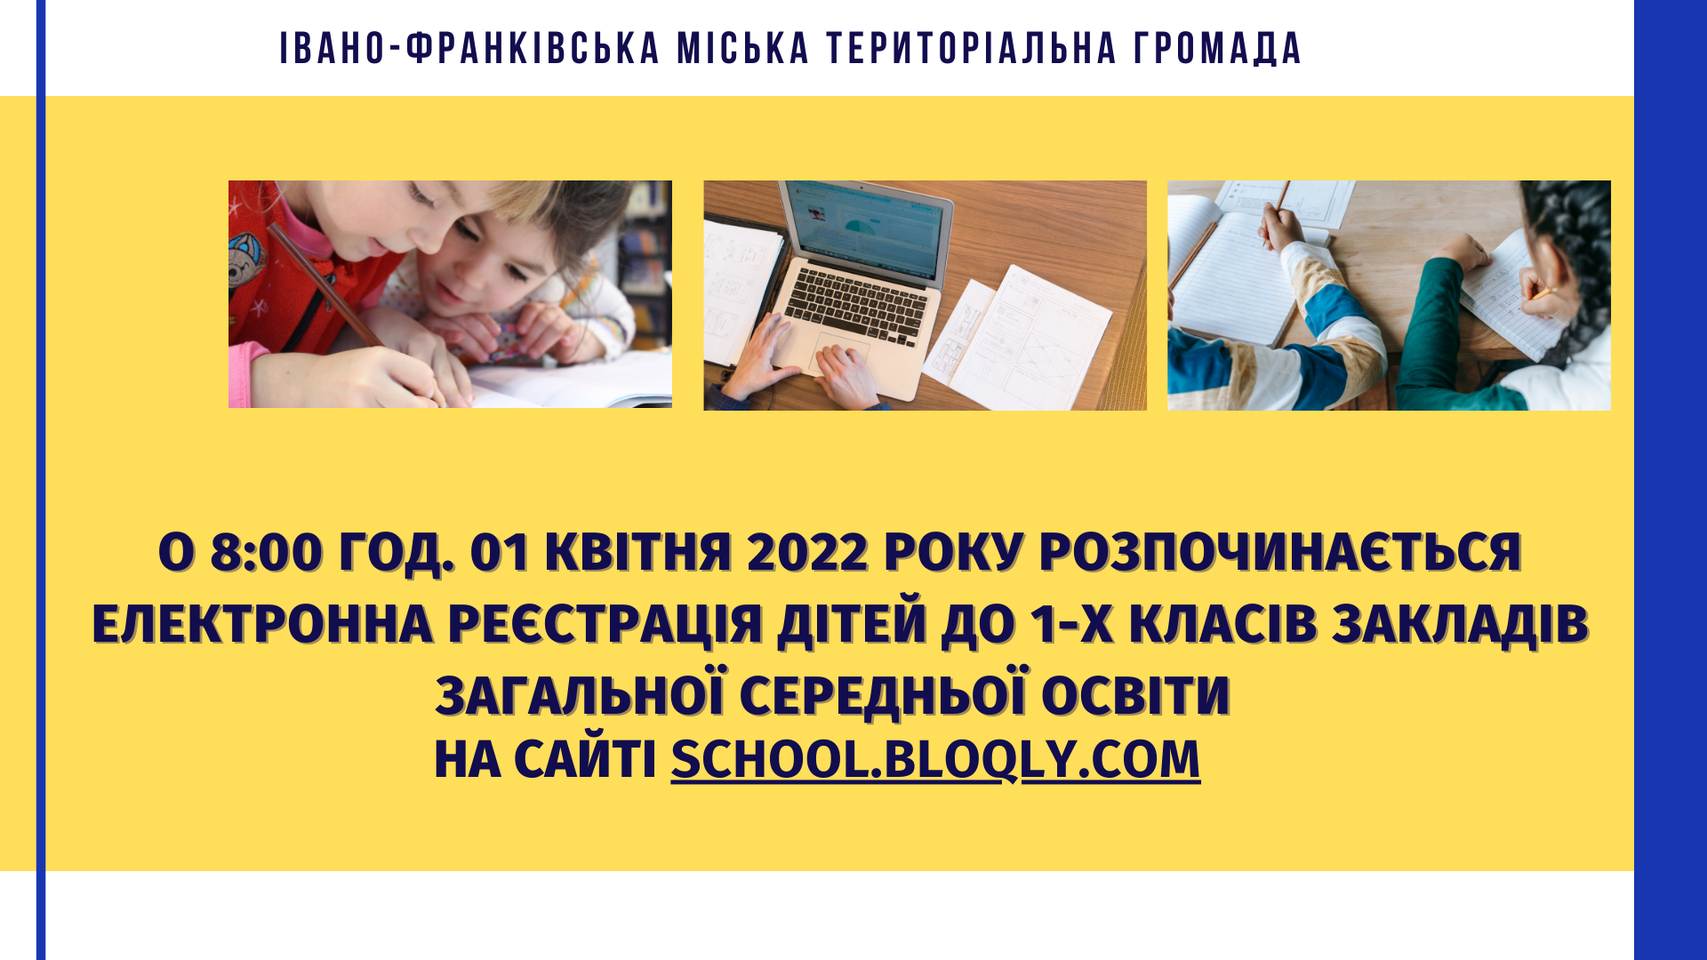 ІВАНО-ФРАНКІВСЬКА МІСЬКА ТЕРИТОРІАЛЬНА ГРОМАДА
О 8:00 ГОД. 01 КВІТНЯ 2022 РОКУ РОЗПОЧИНАЄТЬСЯ
ЕЛЕКТРОННА РЕЄСТРАЦІЯ ДІТЕЙ ДО 1-Х КЛАСІВ ЗАКЛАДІВ
ЗАГАЛЬНОЇ СЕРЕДНЬОЇ ОСВІТИ
НА САЙТІ SCHOOL.BLOQLY.COM